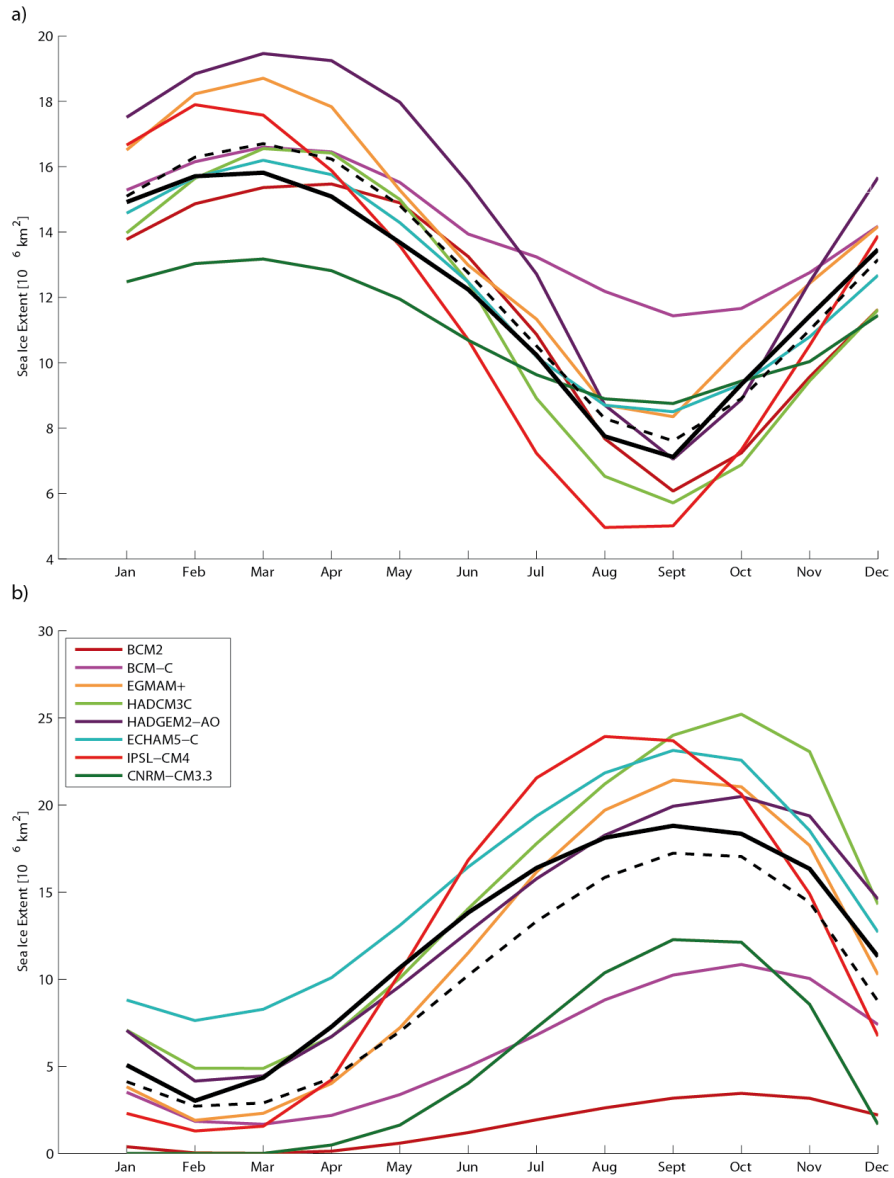 a)
20
18
16
14
12
10
8
6
4
Sea Ice Extent [10 6 km2]
Jan Feb Mar Apr May Jun Jul Aug Sept Oct Nov Dec
b)
30
25
20
15
10
5
0
Sea Ice Extent [10 6 km2]
BCM2
BCM−C
EGMAM+
HADCM3C
HADGEM2−AO
ECHAM5−C
IPSL−CM4
CNRM−CM3.3
Jan Feb Mar Apr May Jun Jul Aug Sept Oct Nov Dec